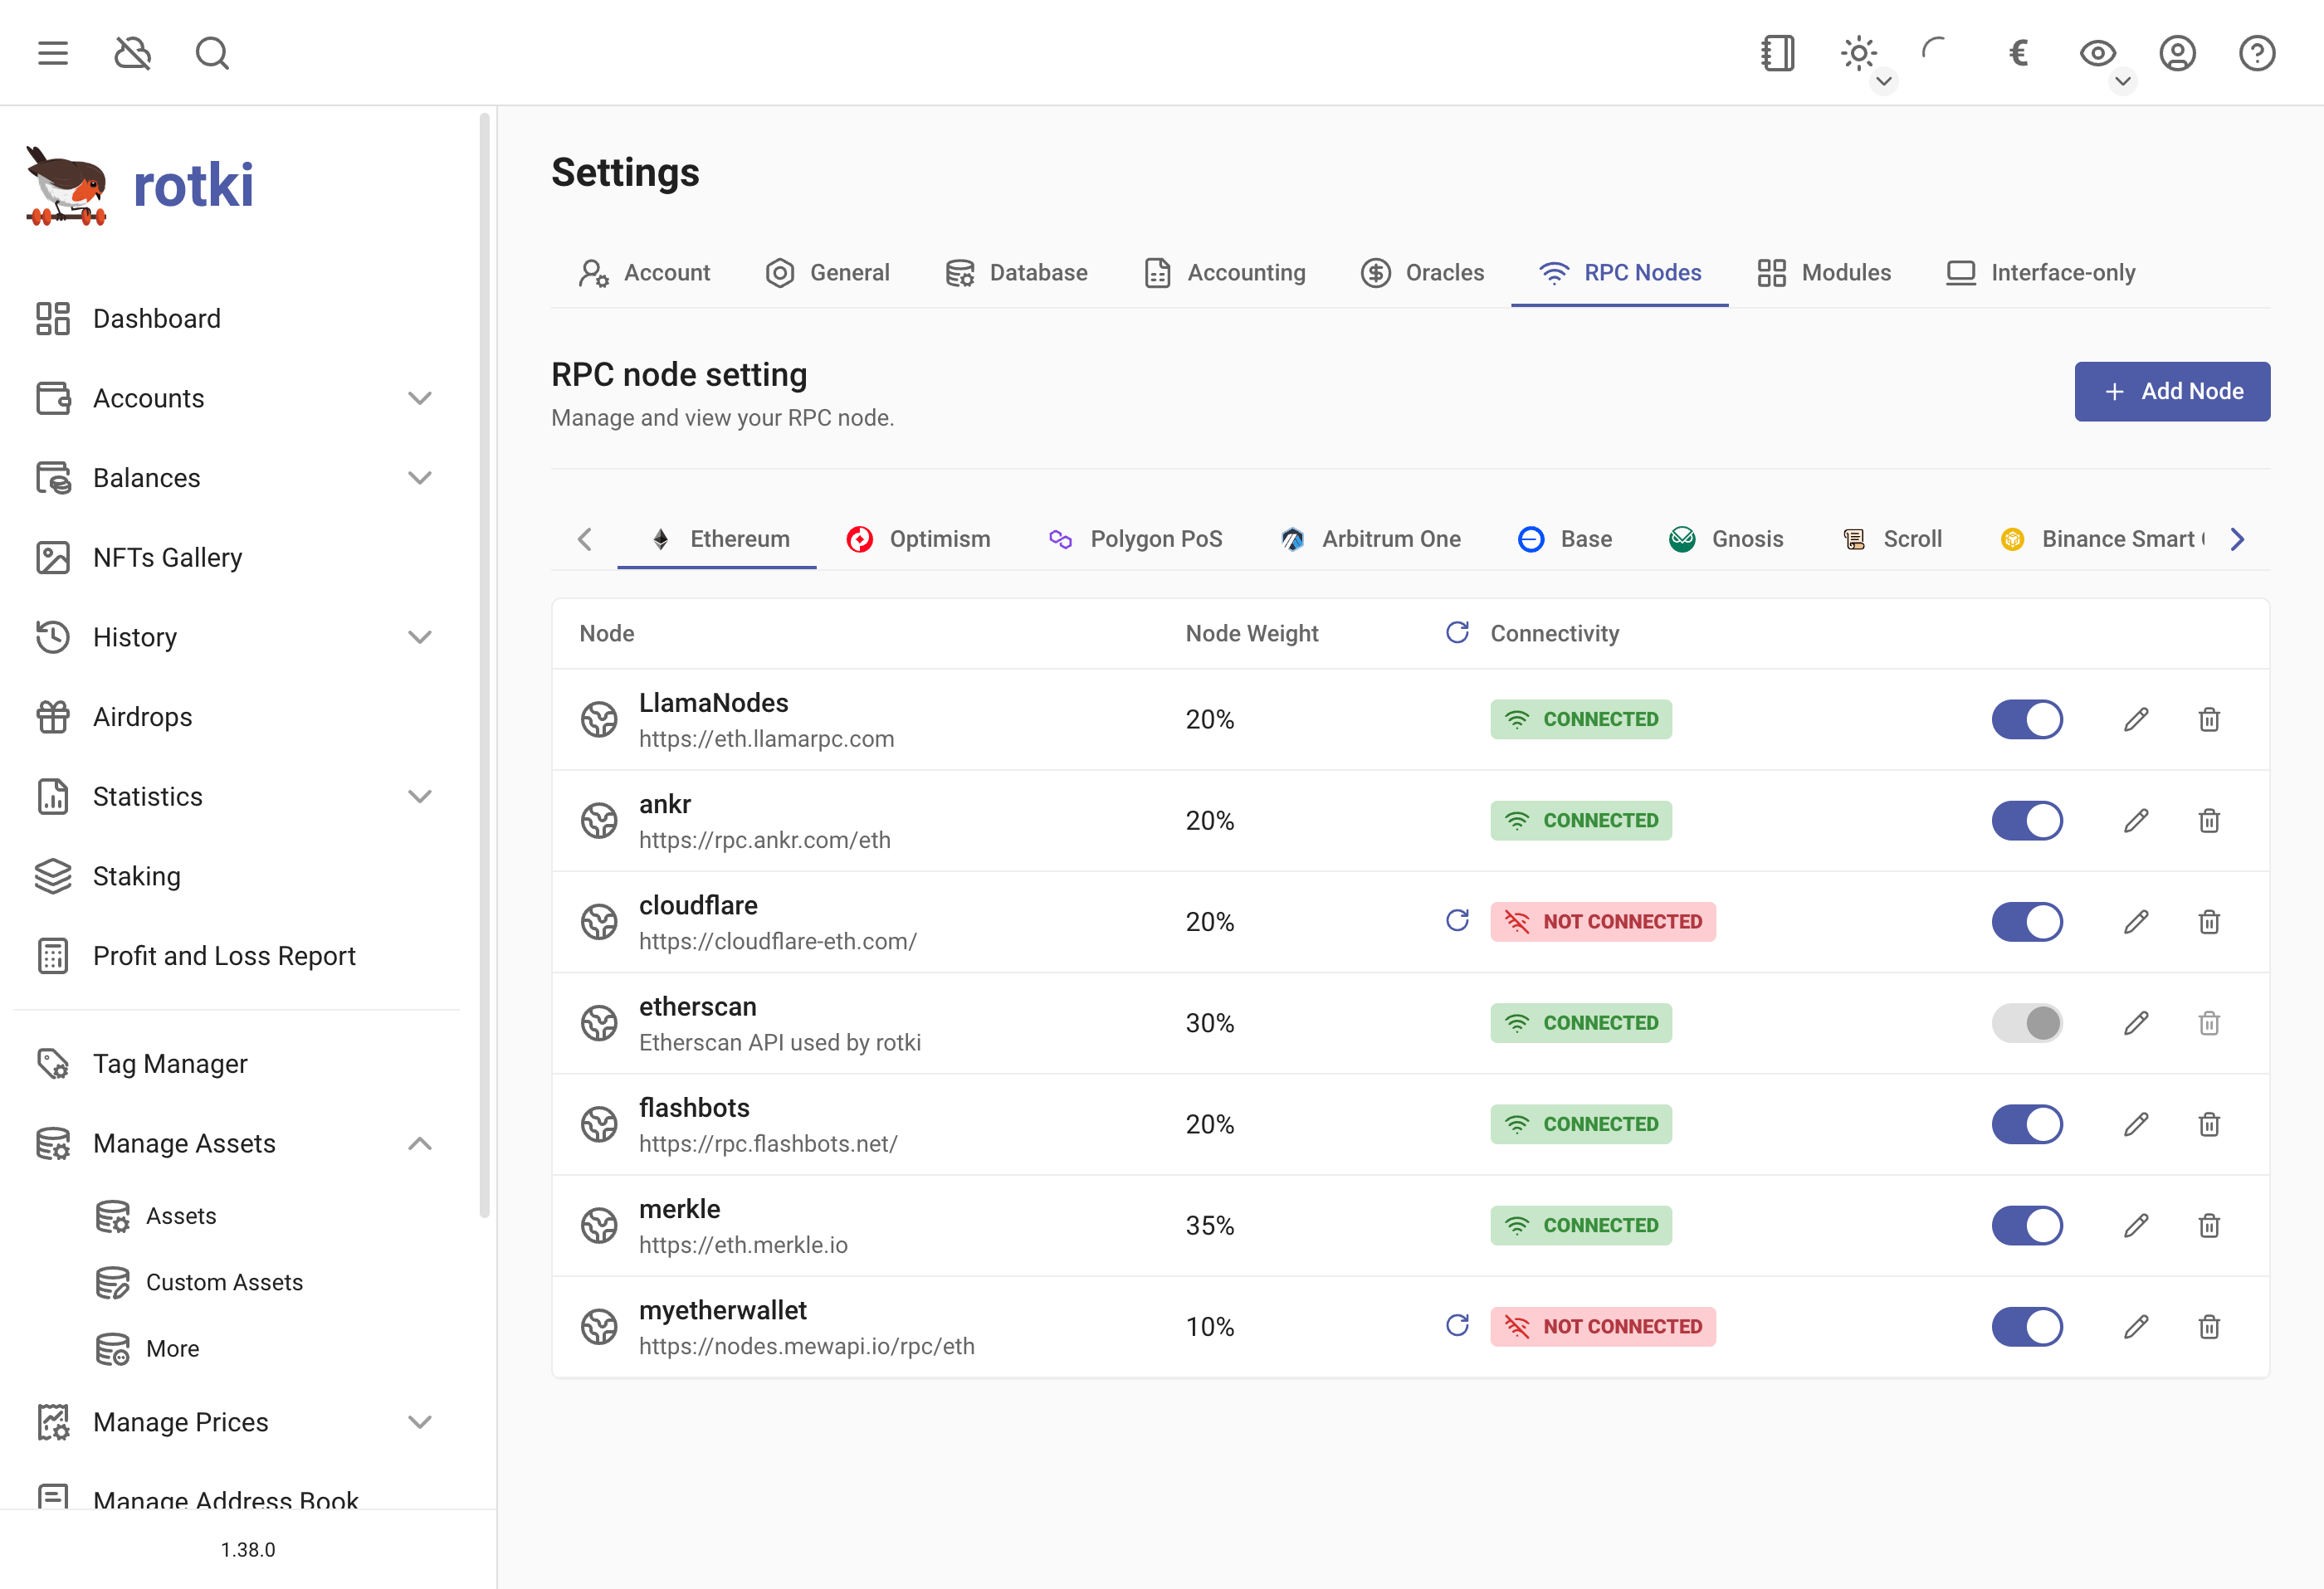 €
rotki
Dashboard
Accounts
Balances
NFTs Gallery
History
Airdrops
Statistics
Staking
Profit and Loss Report
Tag Manager
Manage Assets
Assets
Custom Assets
More
Manage Prices
Manage Address Book
1.38.0
Settings
Account General Database Accounting Oracles RPC Nodes Modules Interface-only
RPC node setting
Manage and view your RPC node.
Add Node
Ethereum Optimism Polygon PoS Arbitrum One Base Gnosis Scroll Binance Smart
Node Node Weight Connectivity
LlamaNodes
https://eth.llamarpc.com
20% CONNECTED
ankr
https://rpc.ankr.com/eth
20% CONNECTED
cloudflare
https://cloudflare-eth.com/
20% NOT CONNECTED
etherscan
Etherscan API used by rotki
30% CONNECTED
flashbots
https://rpc.flashbots.net/
20% CONNECTED
merkle
https://eth.merkle.io
35% CONNECTED
myetherwallet
https://nodes.mewapi.io/rpc/eth
10% NOT CONNECTED